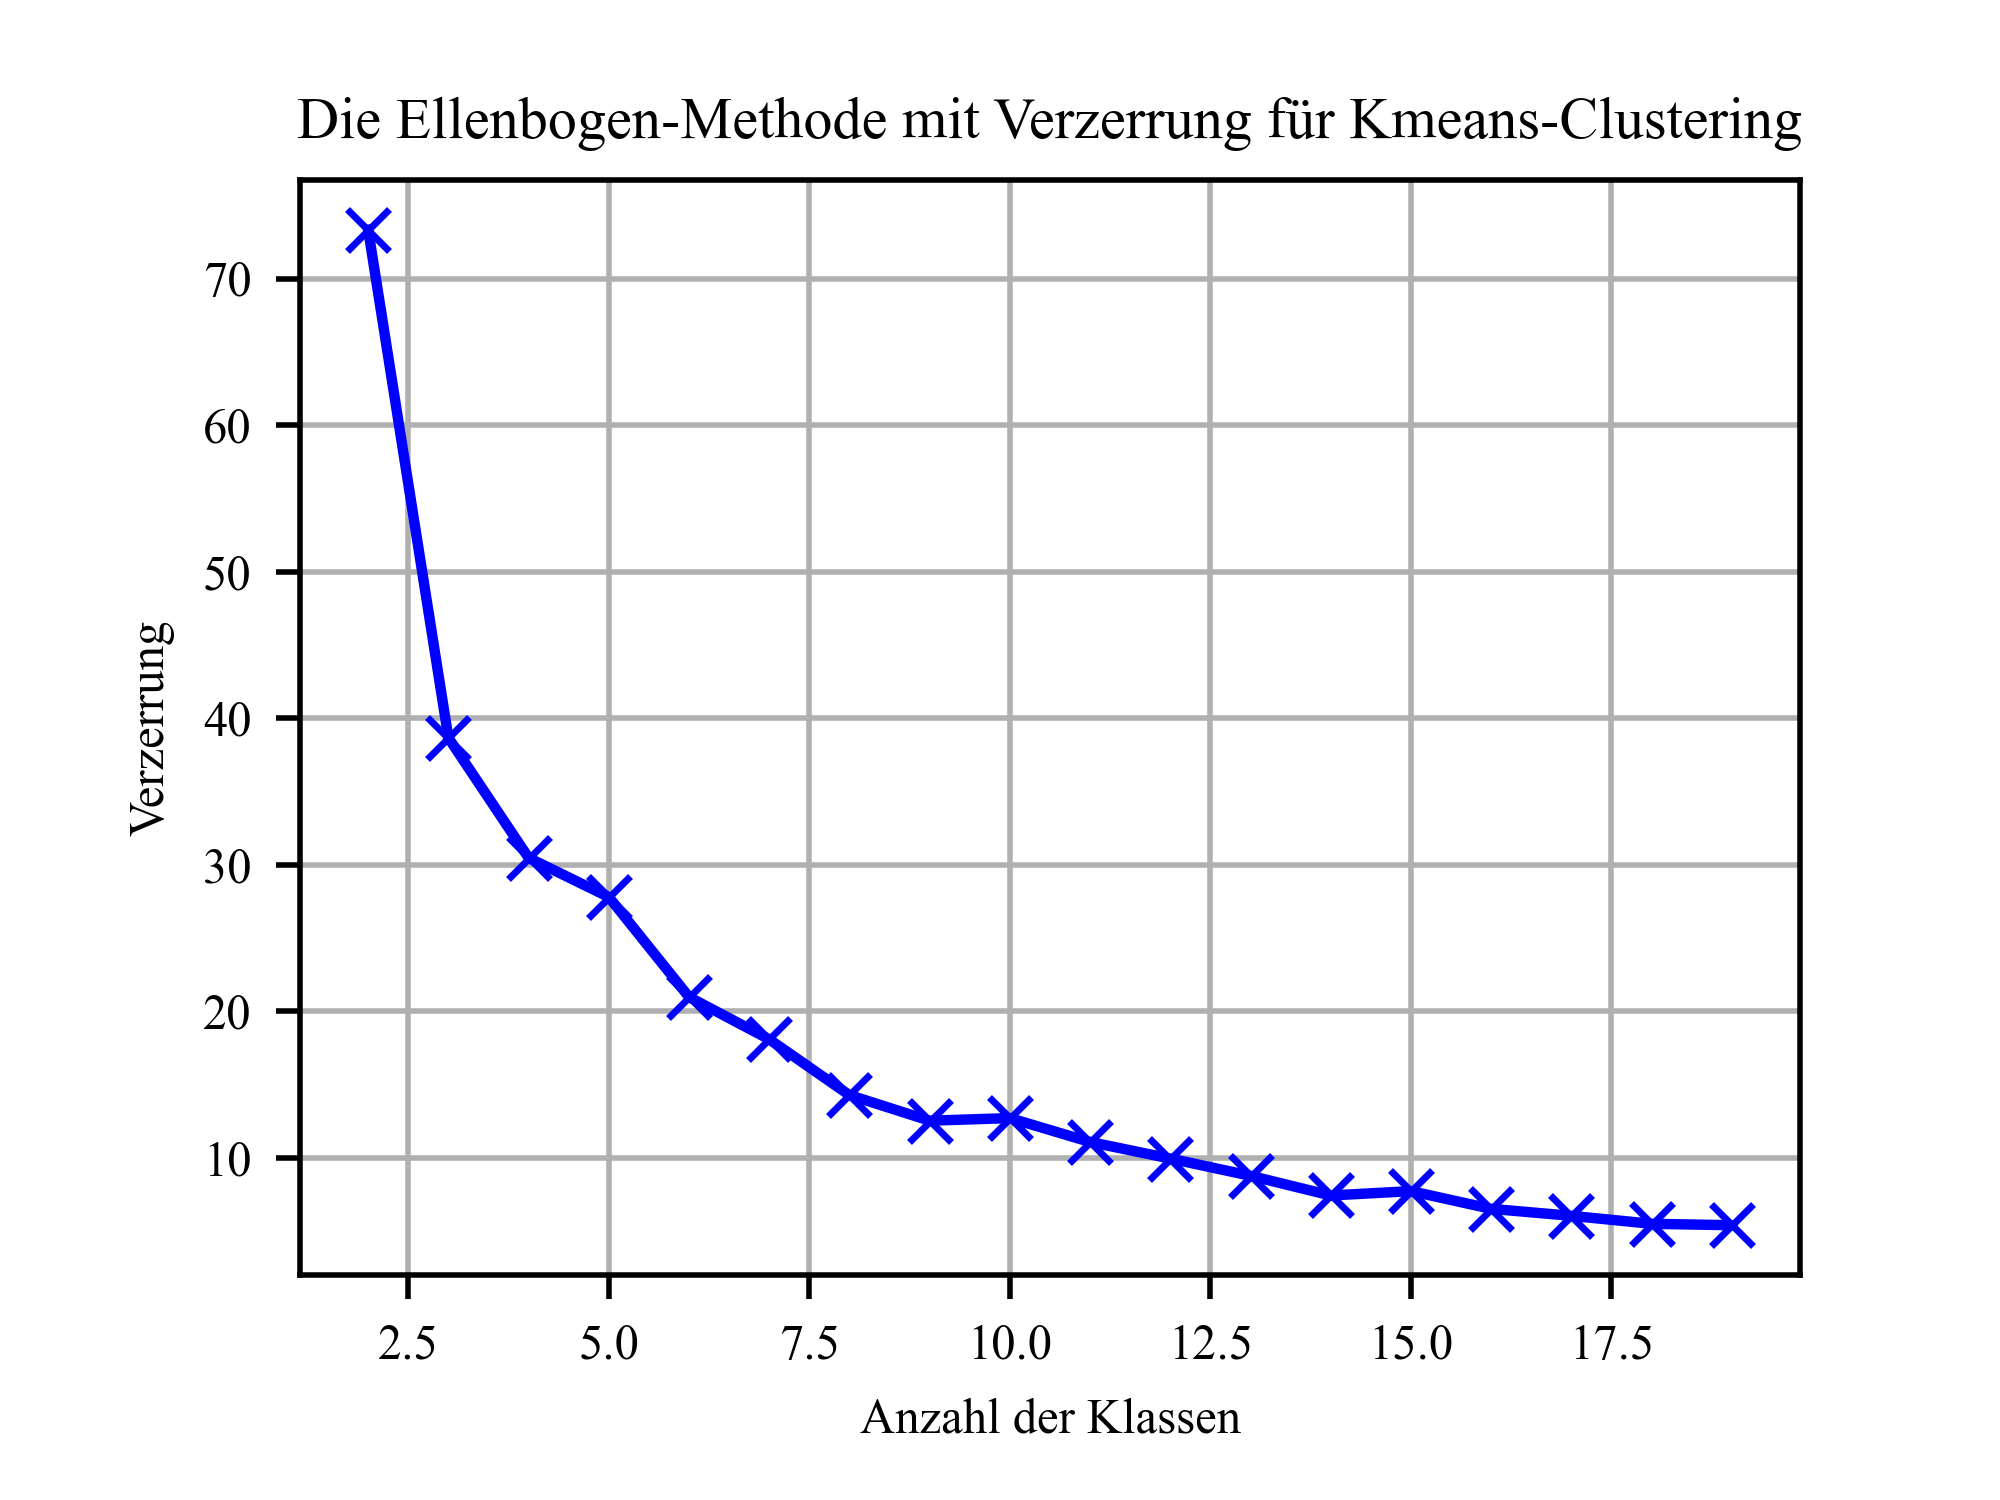 Die Ellenbogen-Methode mit Verzerrung für Kmeans-Clustering
70
60
50
40
30
20
10
Verzerrung
2.5 5.0 7.5 10.0 12.5 15.0 17.5
Anzahl der Klassen